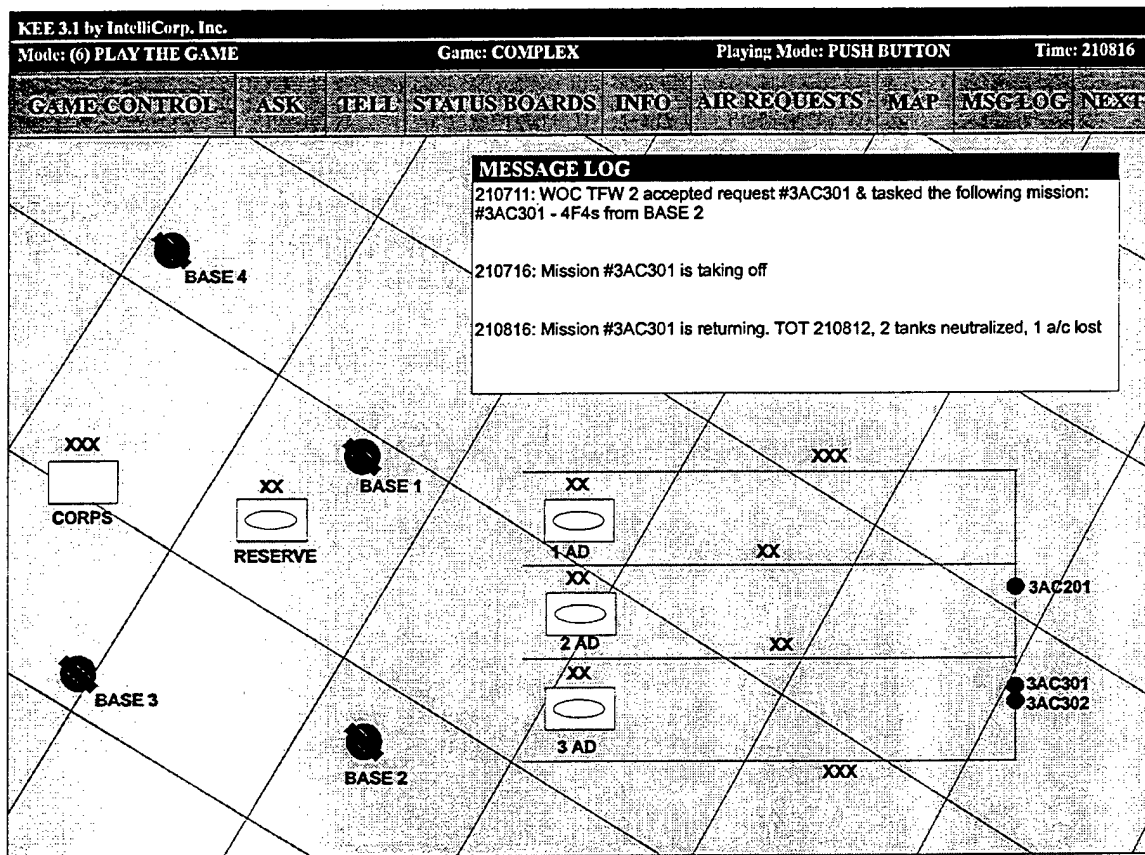 KEE 3.1 by IntelliCorp, Inc.
Mode: (6) PLAY THE GAME Game: COMPLEX Playing Mode: PUSH BUTTON Time: 210816
GAME CONTROL ASK TELL STATUS BOARDS INFO AIR REQUESTS MAP MSG LOG NEXT
MESSAGE LOG
210711: WOC TFW 2 accepted request #3AC301 & tasked the following mission:
#3AC301 - 4F4s from BASE 2
210716: Mission #3AC301 is taking off
210816: Mission #3AC301 is returning. TOT 210812, 2 tanks neutralized, 1 a/c lost
BASE 4
XXX
CORPS
XX
RESERVE
BASE 1
XXX
XX
1 AD
XX
XX
2 AD
3AC201
XX
XX
3 AD
3AC301
3AC302
XXX
BASE 3
BASE 2